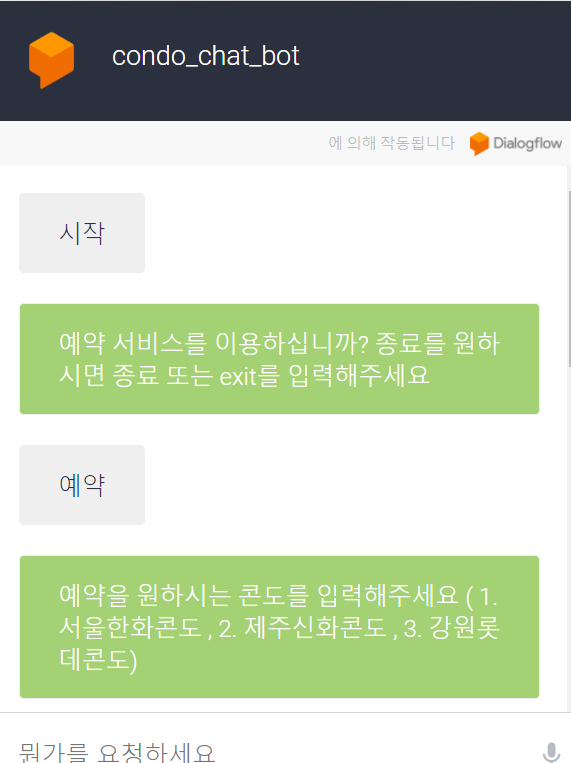 condo_chat_bot
에 의해 작동됩니다 Dialogflow
시작
예약 서비스를 이용하십니까? 종료를 원하
시면 종료 또는 exit를 입력해주세요
예약
예약을 원하시는 콘도를 입력해주세요 ( 1.
서울한화콘도 , 2. 제주신화콘도 , 3. 강원롯
데콘도)
뭔가를 요청하세요